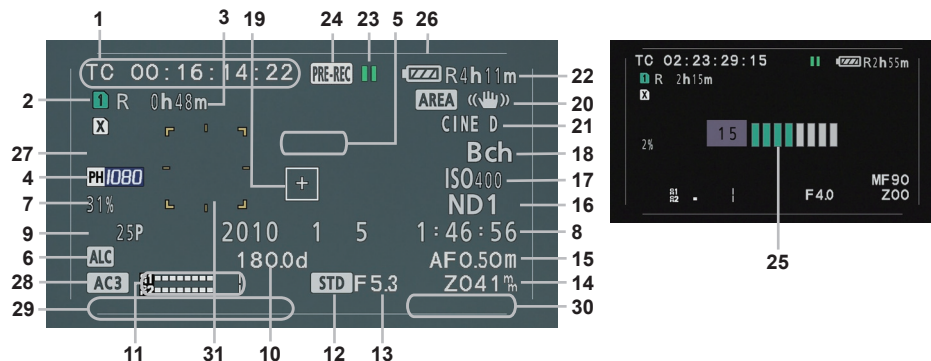 1 3 19 24 23 5 26
TC 00:16:14:22 PRE-REC R4h11m 22
2 1 R 0h48m AREA 20
X CINE D 21
27 Bch 18
4 PH 1080 ISO400 17
7 31% ND1 16
9 25P 2010 1 5 1:46:56 8
6 ALC 180.0d AF0.50m 15
28 AC3 STD F5.3 Z041mm 14
29 30
11 31 10 12 13
TC 02:23:29:15 R2h55m
1 R 2h15m
X
2% 15
MF90
F4.0 Z00
25